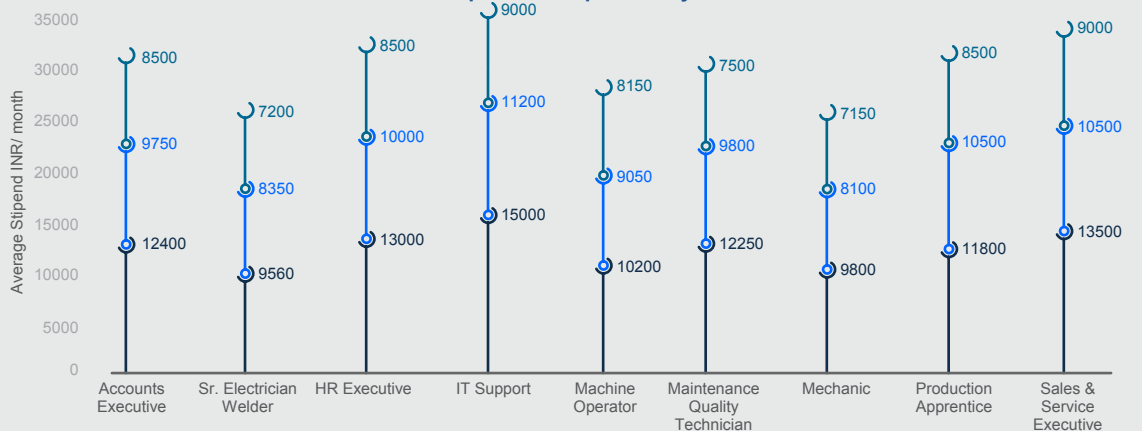 35000
30000
25000
20000
15000
10000
5000
0
Average Stipend INR/ month
8500
9750
12400
7200
8350
9560
8500
10000
13000
9000
11200
15000
8150
9050
10200
7500
9800
12250
7150
8100
9800
8500
10500
11800
9000
10500
13500
Accounts
Executive
Sr. Electrician
Welder
HR Executive
IT Support
Machine
Operator
Maintenance
Quality
Technician
Mechanic
Production
Apprentice
Sales &
Service
Executive